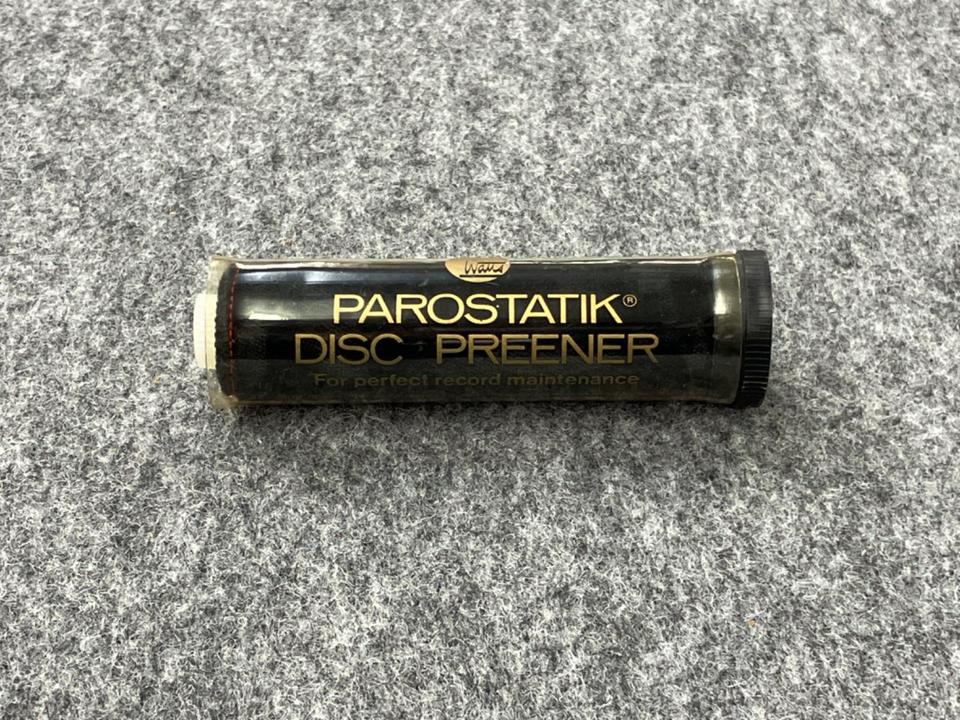 Watts
PAROSTATIK®
DISC PREENER
For perfect record maintenance